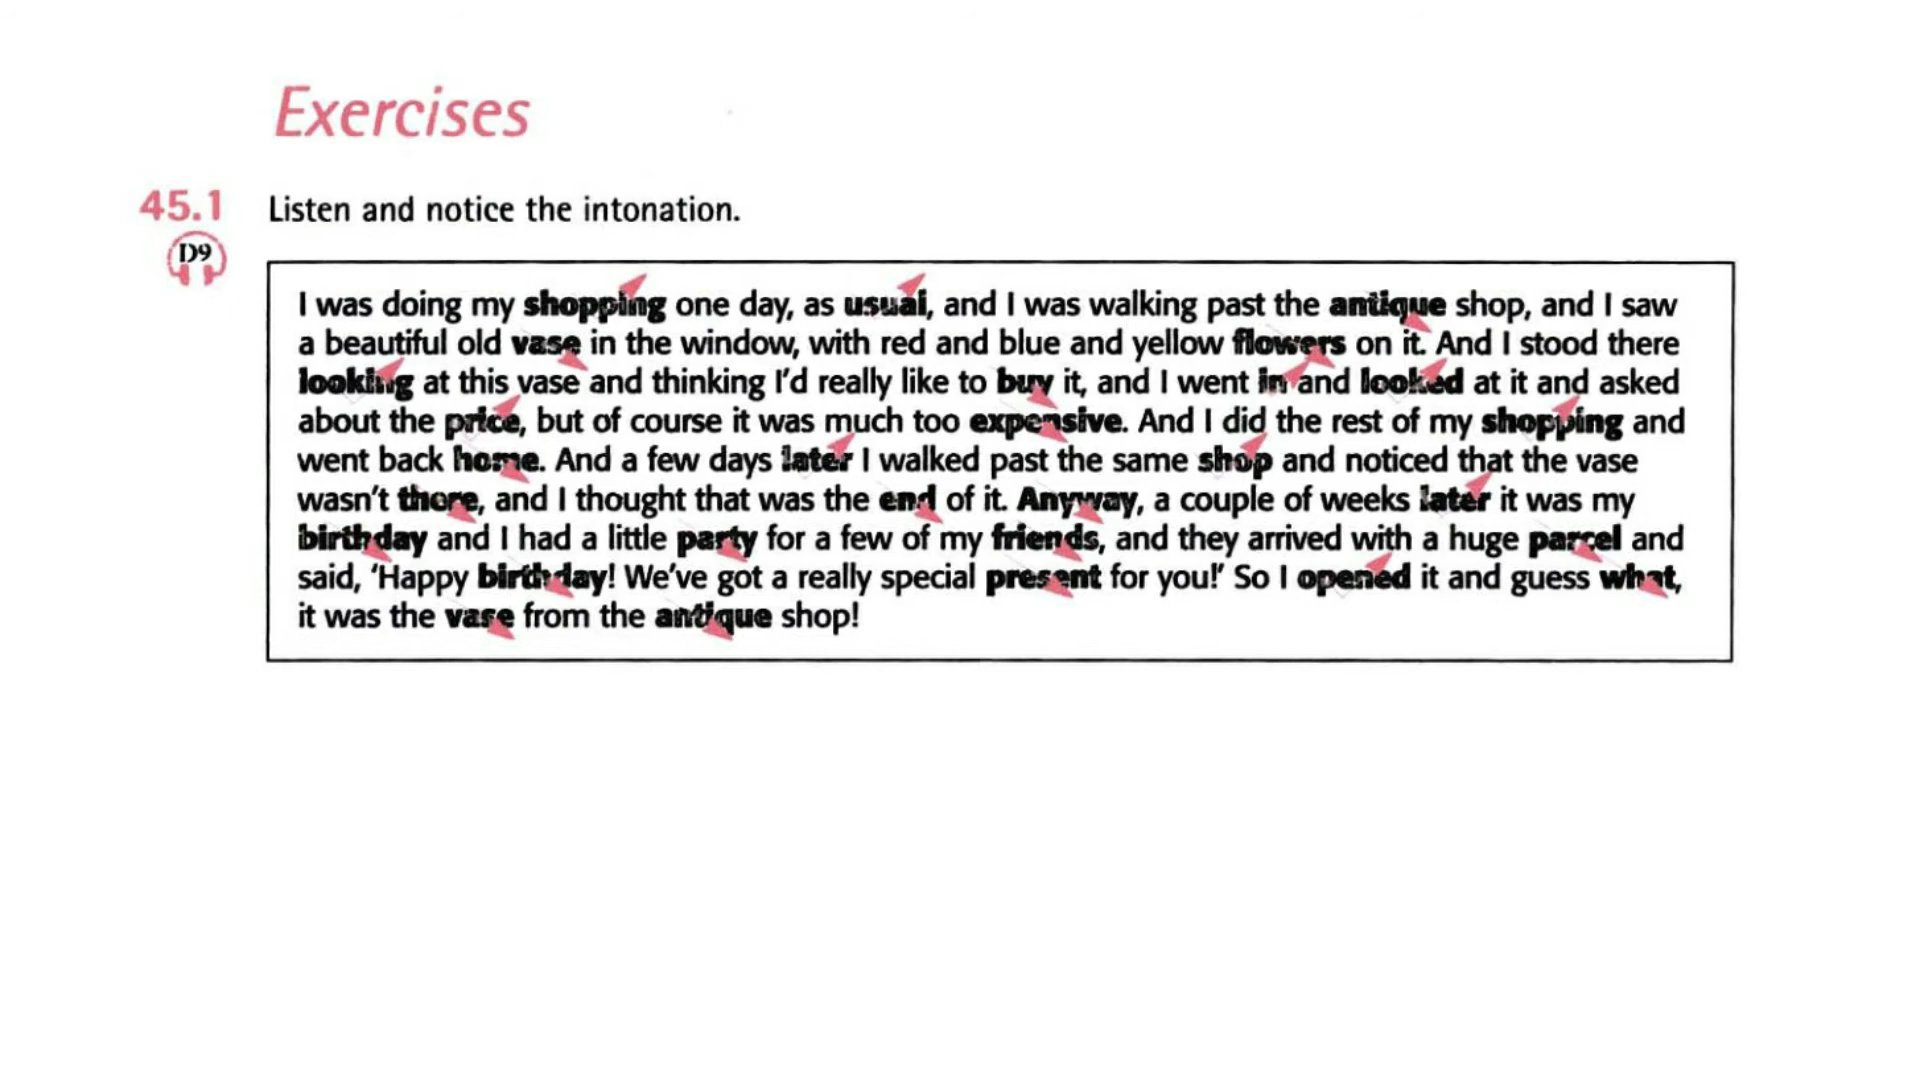 Exercises
45.1 Listen and notice the intonation.
D9
I was doing my shopping one day, as usual, and I was walking past the antique shop, and I saw
a beautiful old vase in the window, with red and blue and yellow flowers on it. And I stood there
looking at this vase and thinking I'd really like to buy it, and I went in and looked at it and asked
about the price, but of course it was much too expensive. And I did the rest of my shopping and
went back home. And a few days later I walked past the same shop and noticed that the vase
wasn't there, and I thought that was the end of it. Anyway, a couple of weeks later it was my
birthday and I had a little party for a few of my friends, and they arrived with a huge parcel and
said, 'Happy birthday! We've got a really special present for you!' So I opened it and guess what,
it was the vase from the antique shop!